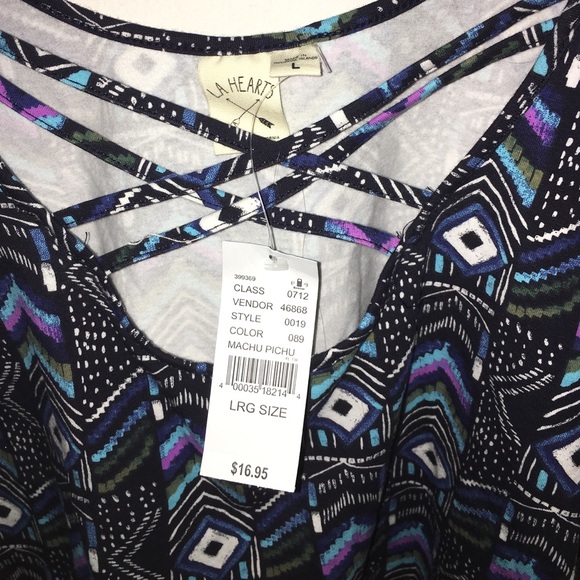 LA HEARTS
L
399369
CLASS 0712
VENDOR 46868
STYLE 0019
COLOR 089
MACHU PICHU
4 00035 18214 4
LRG SIZE
$16.95